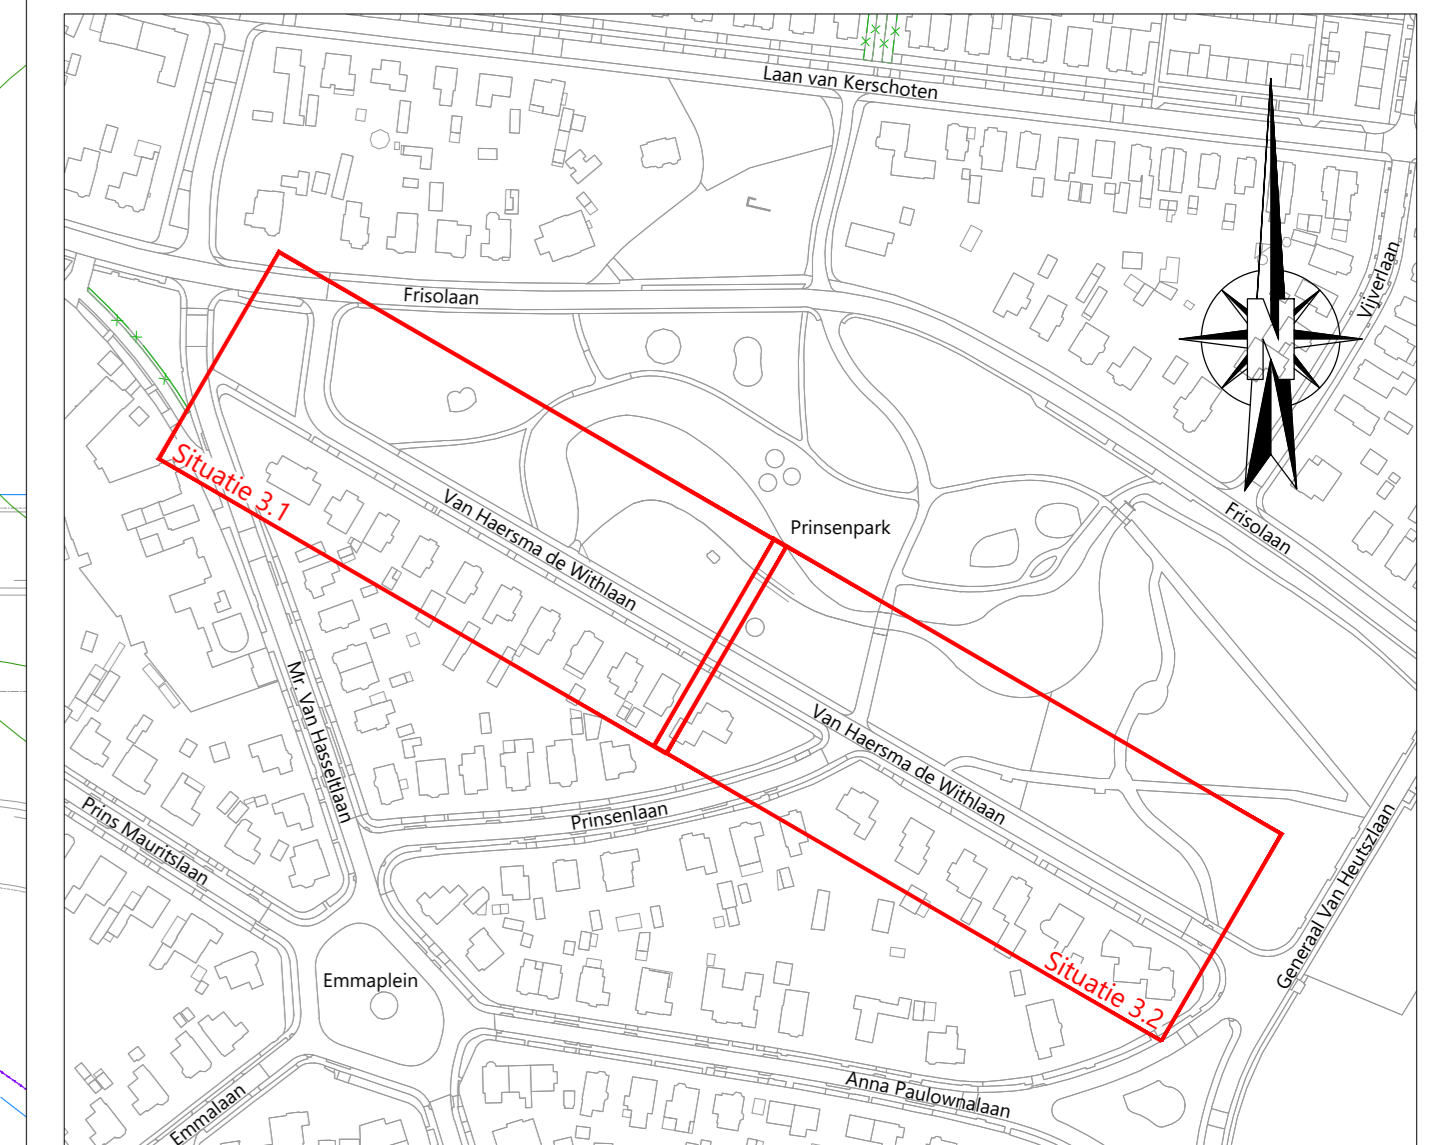 Laan van Kerschoten
Vijverlaan
Frisolaan
Situatie 3.1
Van Haersma de Withlaan
Prinsenpark
Frisolaan
Mr. Van Hasseltlaan
Van Haersma de Withlaan
Prins Mauritslaan
Prinsenlaan
Generaal Van Heutszlaan
Emmaplein
Situatie 3.2
Anna Paulownalaan
Emmalaan